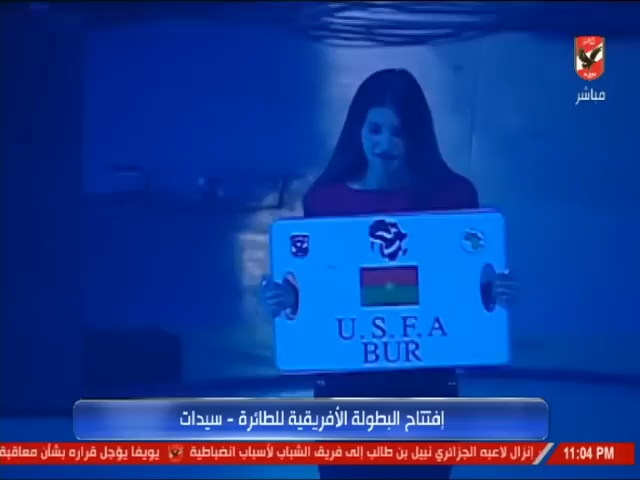 مباشر
U.S.F.A
BUR
إفتتاح البطولة الأفريقية للطائرة - سيدات
إنزال لاعبه الجزائري نبيل بن طالب إلى فريق الشباب لأسباب انضباطية يويفا يؤجل قراره بشأن معاقبة
11:04 PM